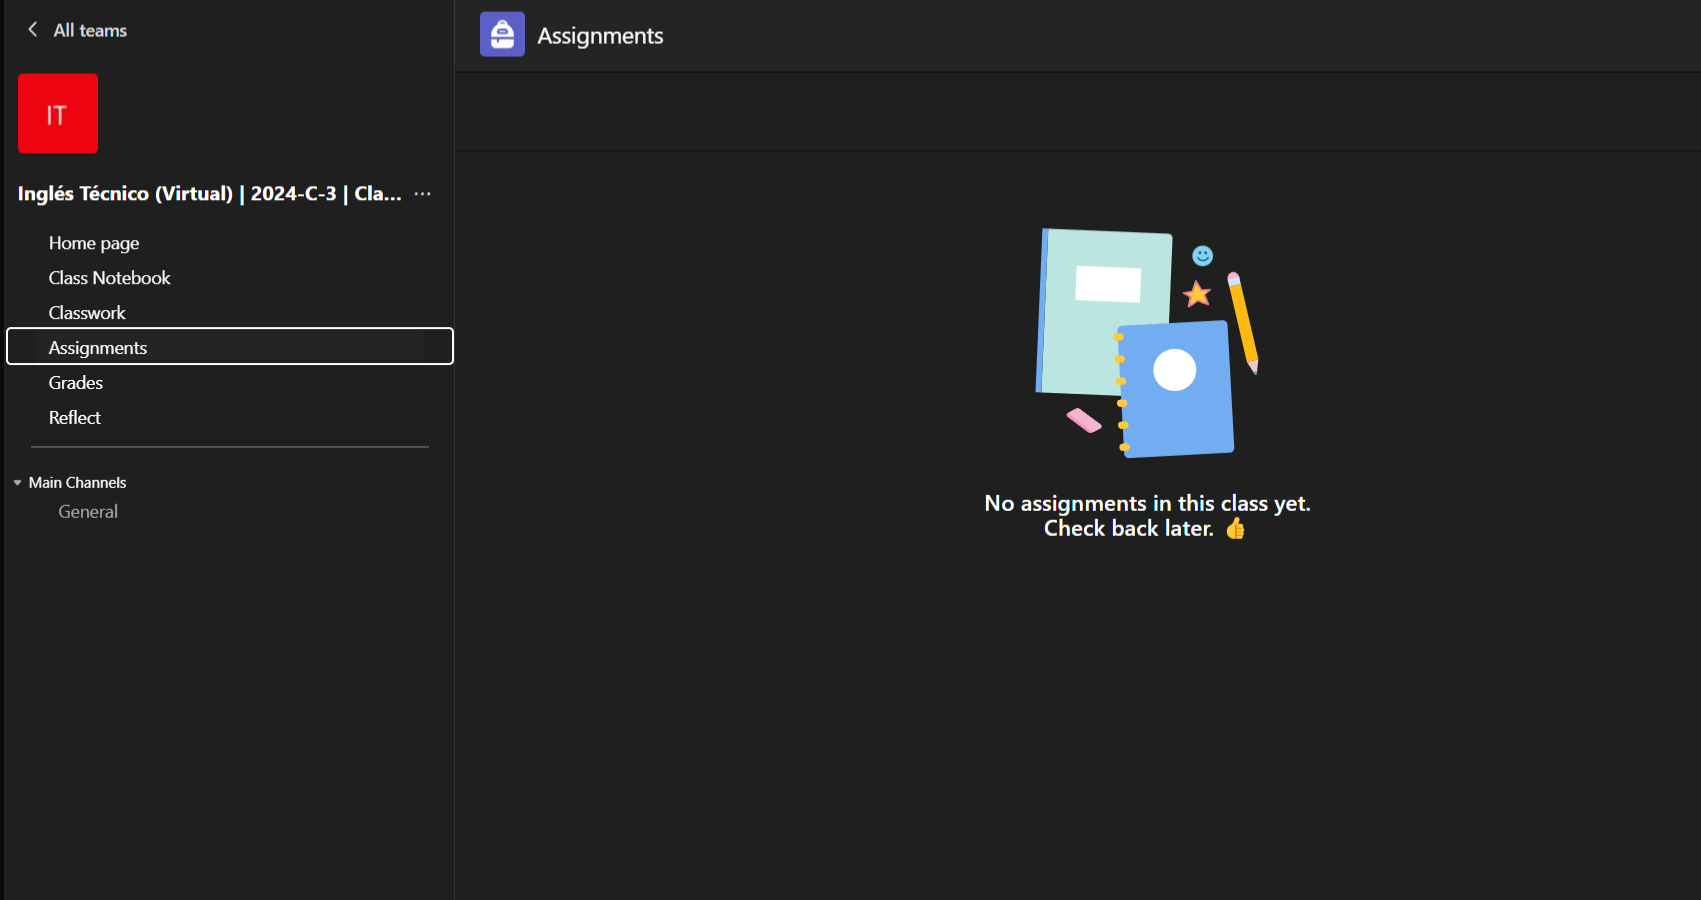 All teams
IT
Inglés Técnico (Virtual) | 2024-C-3 | Cla... ...
Home page
Class Notebook
Classwork
Assignments
Grades
Reflect
Main Channels
General
Assignments
No assignments in this class yet.
Check back later. 👍